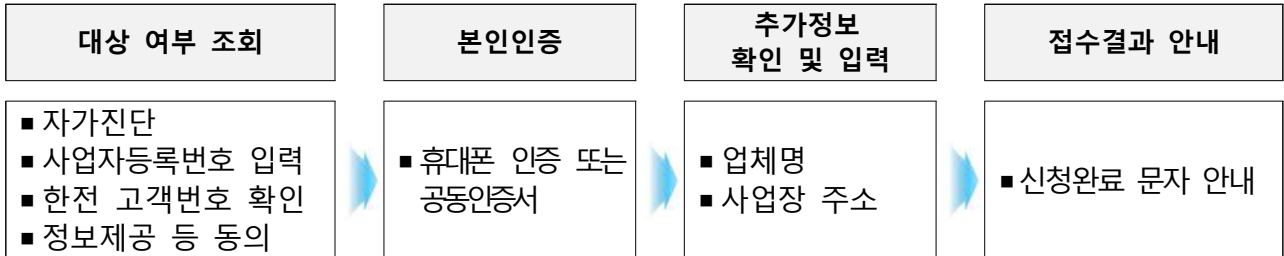 대상 여부 조회
본인인증
추가정보
확인 및 입력
접수결과 안내
▪ 자가진단
▪ 사업자등록번호 입력
▪ 한전 고객번호 확인
▪ 정보제공 등 동의
▪ 휴대폰 인증 또는
공동인증서
▪ 업체명
▪ 사업장 주소
▪ 신청완료 문자 안내